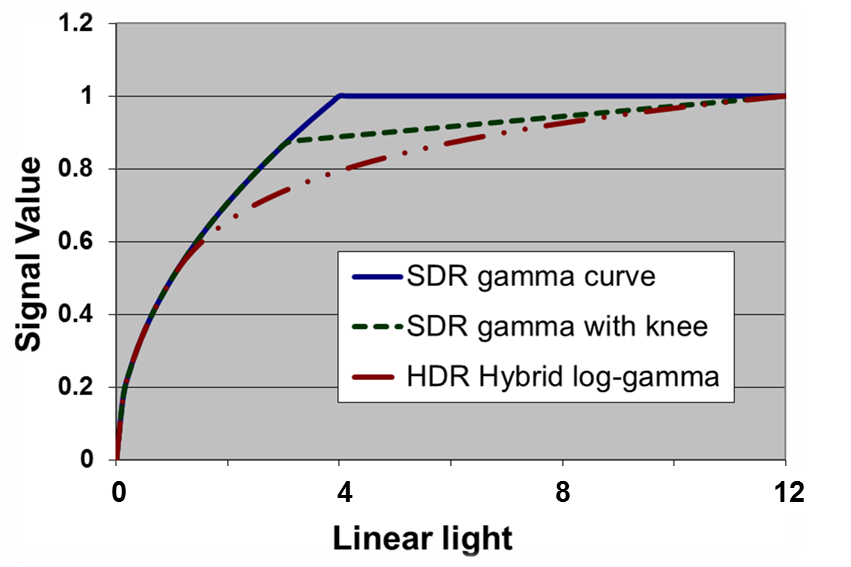 1.2
1
0.8
0.6
0.4
0.2
0
Signal Value
SDR gamma curve
SDR gamma with knee
HDR Hybrid log-gamma
0 4 8 12
Linear light